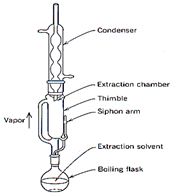 Condenser
Extraction chamber
Thimble
Siphon arm
Vapor
Extraction solvent
Boiling flask